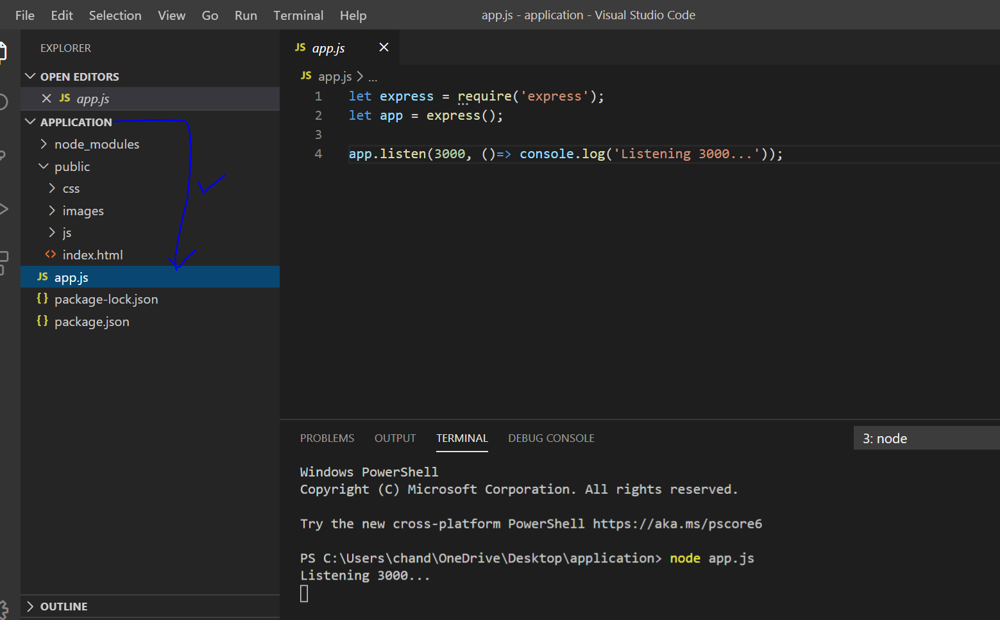 File Edit Selection View Go Run Terminal Help
app.js - application - Visual Studio Code
EXPLORER
OPEN EDITORS
JS app.js
APPLICATION
node_modules
public
css
images
js
<> index.html
JS app.js
{} package-lock.json
{} package.json
OUTLINE
JS app.js
JS app.js > ...
1 let express = require('express');
2 let app = express();
3
4 app.listen(3000, ()=> console.log('Listening 3000...'));
PROBLEMS OUTPUT TERMINAL DEBUG CONSOLE
3: node
Windows PowerShell
Copyright (C) Microsoft Corporation. All rights reserved.
Try the new cross-platform PowerShell https://aka.ms/pscore6
PS C:\Users\chand\OneDrive\Desktop\application> node app.js
Listening 3000...